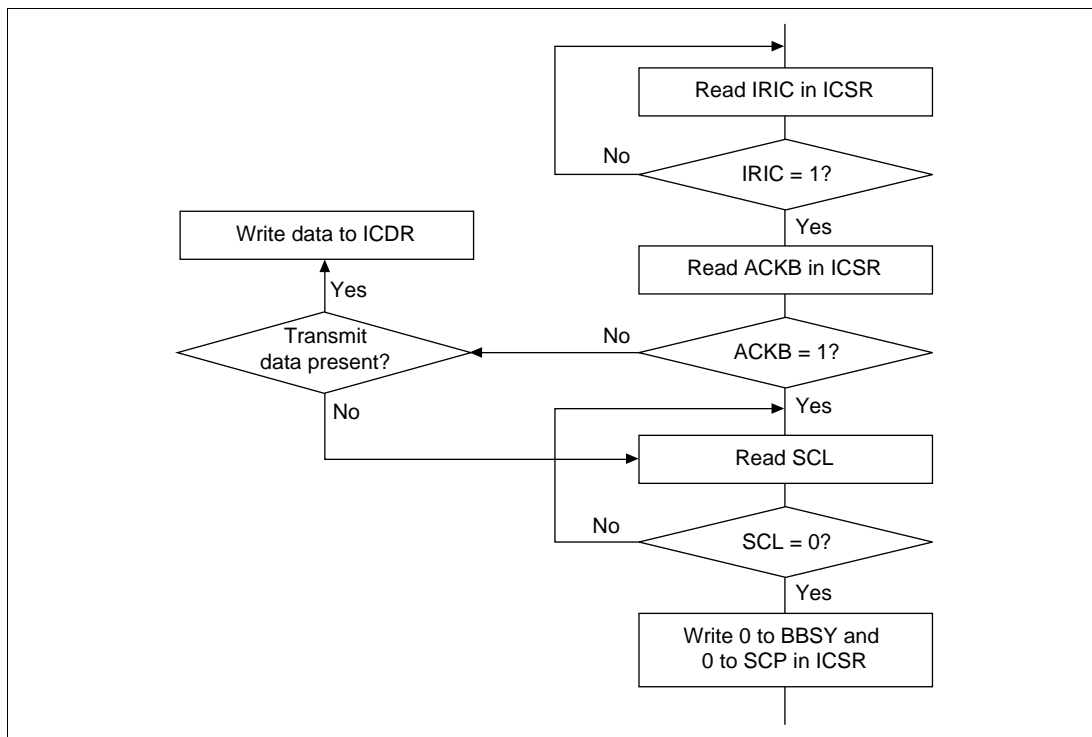 Read IRIC in ICSR
No
IRIC = 1?
Yes
Write data to ICDR
Read ACKB in ICSR
Yes
Transmit
data present?
No
ACKB = 1?
Yes
No
Read SCL
No
SCL = 0?
Yes
Write 0 to BBSY and
0 to SCP in ICSR